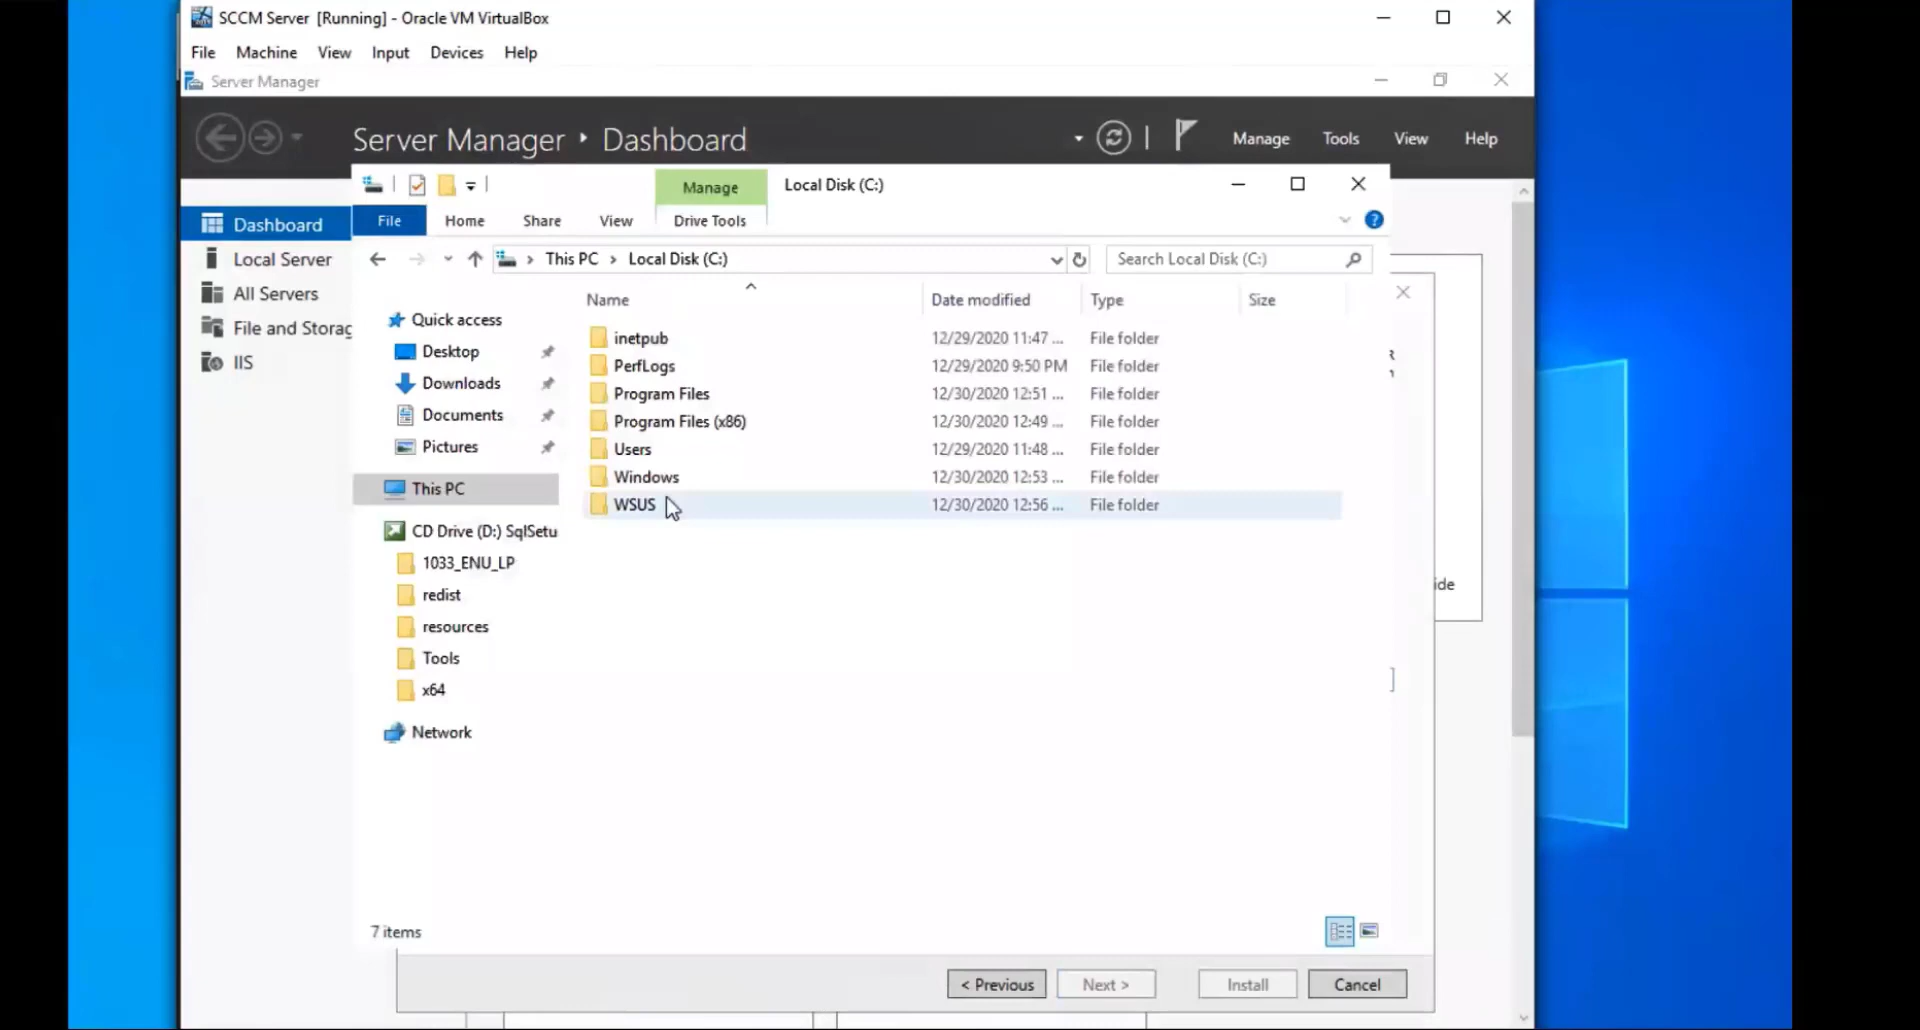 SCCM Server [Running] - Oracle VM VirtualBox
File Machine View Input Devices Help
Server Manager
Server Manager Dashboard
Manage Tools View Help
Manage Local Disk (C:)
File Home Share View Drive Tools
This PC > Local Disk (C:)
Search Local Disk (C:)
Dashboard
Local Server
All Servers
File and Storag
IIS
Quick access
Desktop
Downloads
Documents
Pictures
This PC
CD Drive (D:) SqlSetu
1033_ENU_LP
redist
resources
Tools
x64
Network
Name Date modified Type Size
inetpub 12/29/2020 11:47 ... File folder
PerfLogs 12/29/2020 9:50 PM File folder
Program Files 12/30/2020 12:51 ... File folder
Program Files (x86) 12/30/2020 12:49 ... File folder
Users 12/29/2020 11:48 ... File folder
Windows 12/30/2020 12:53 ... File folder
WSUS 12/30/2020 12:56 ... File folder
ide
7 items
< Previous Next > Install Cancel